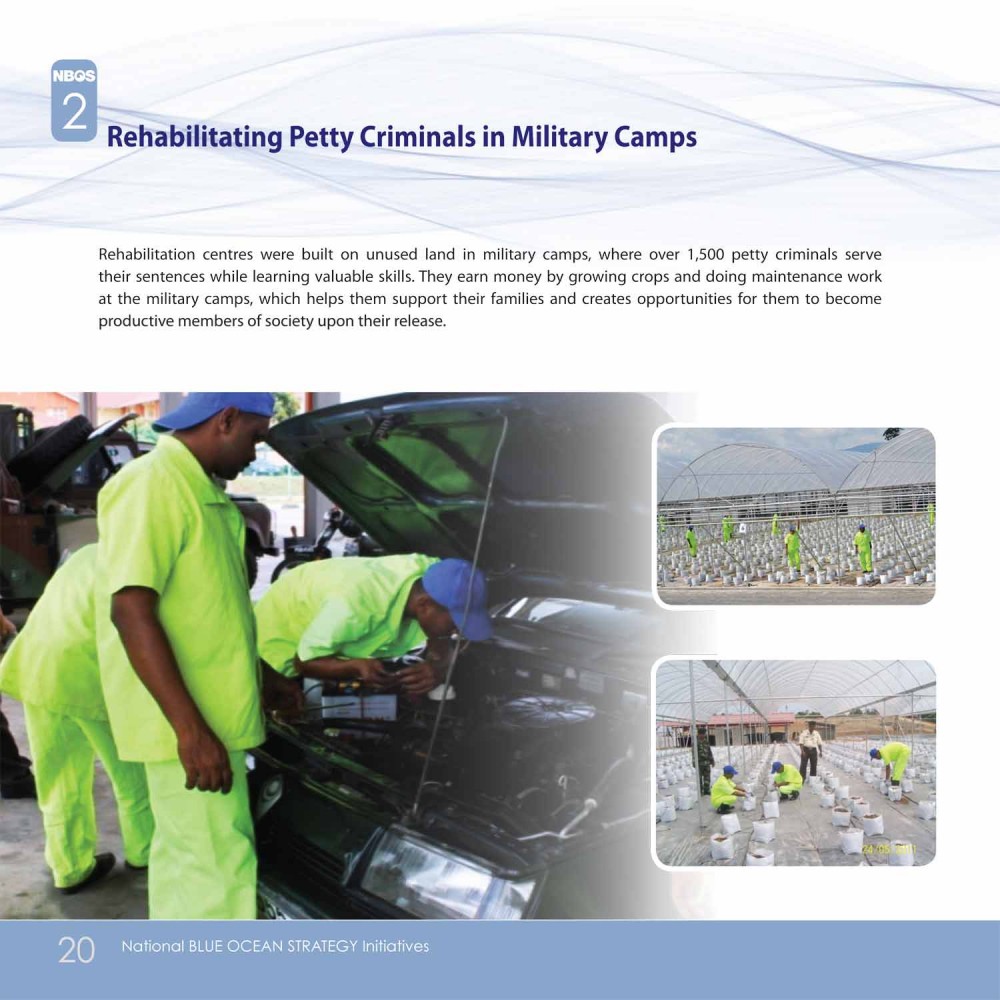 NBOS
2
Rehabilitating Petty Criminals in Military Camps
Rehabilitation centres were built on unused land in military camps, where over 1,500 petty criminals serve
their sentences while learning valuable skills. They earn money by growing crops and doing maintenance work
at the military camps, which helps them support their families and creates opportunities for them to become
productive members of society upon their release.
20 National BLUE OCEAN STRATEGY Initiatives